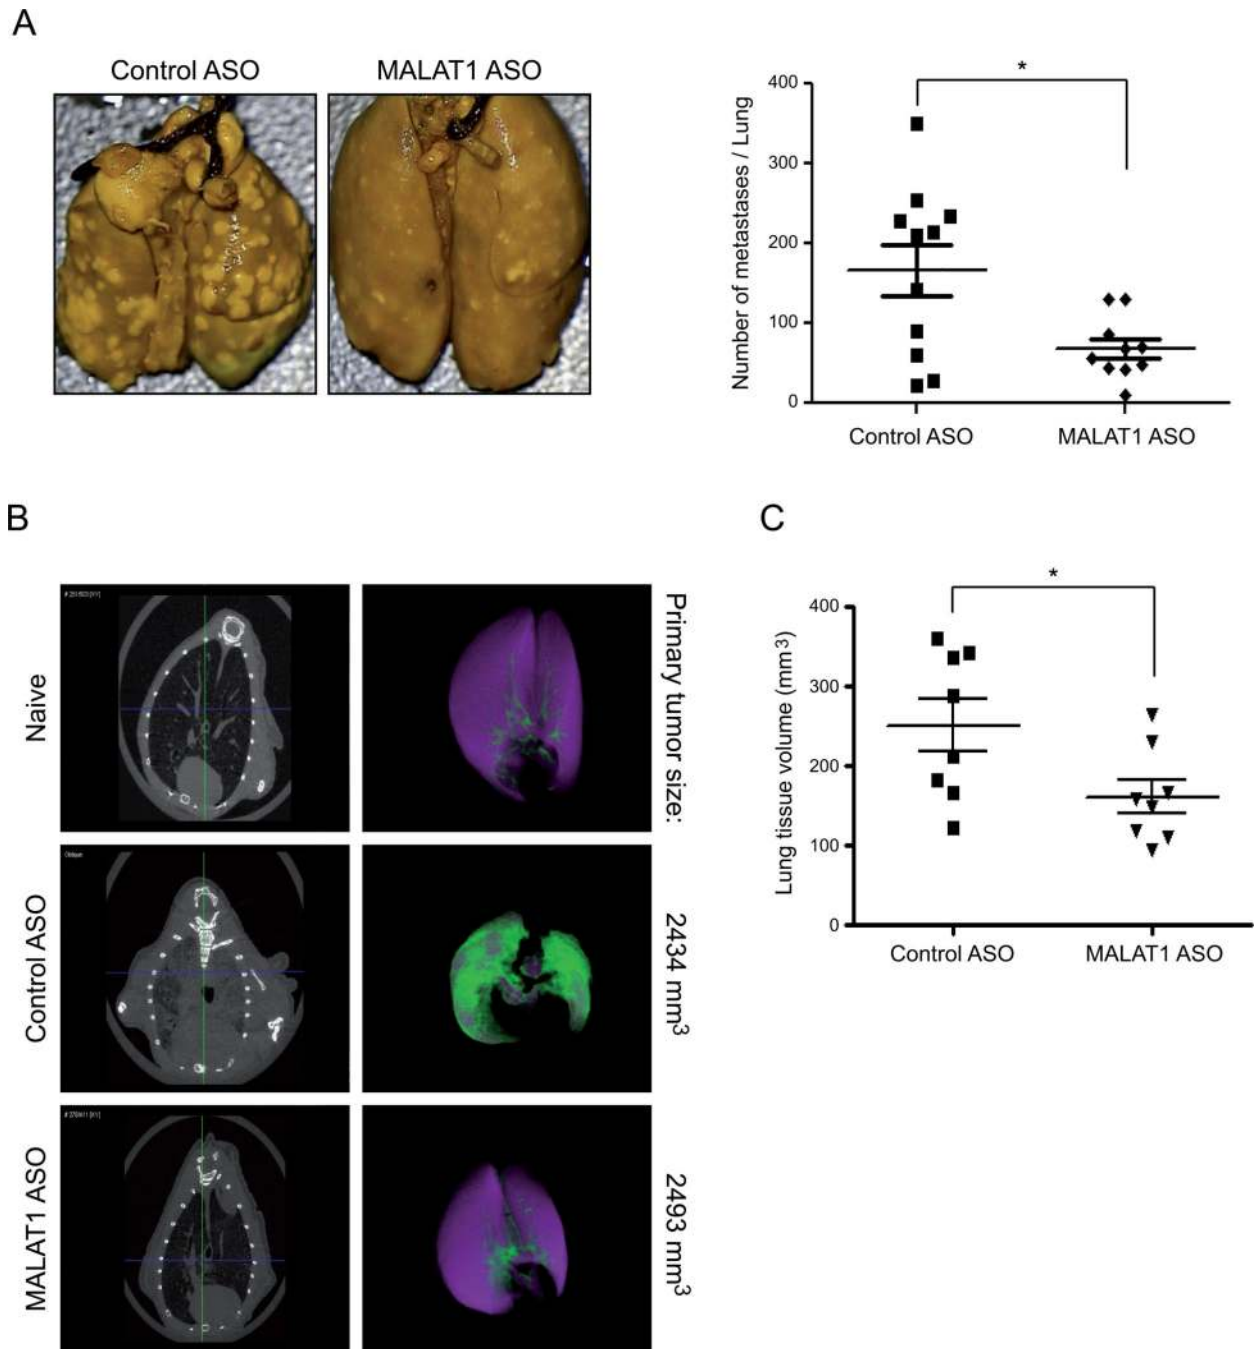 A
Control ASO
MALAT1 ASO
Number of metastases / Lung
400
300
200
100
0
*
Control ASO
MALAT1 ASO
B
Naive
Control ASO
MALAT1 ASO
Oblique
Primary tumor size:
2434 mm³
2493 mm³
C
Lung tissue volume (mm³)
400
300
200
100
0
*
Control ASO
MALAT1 ASO